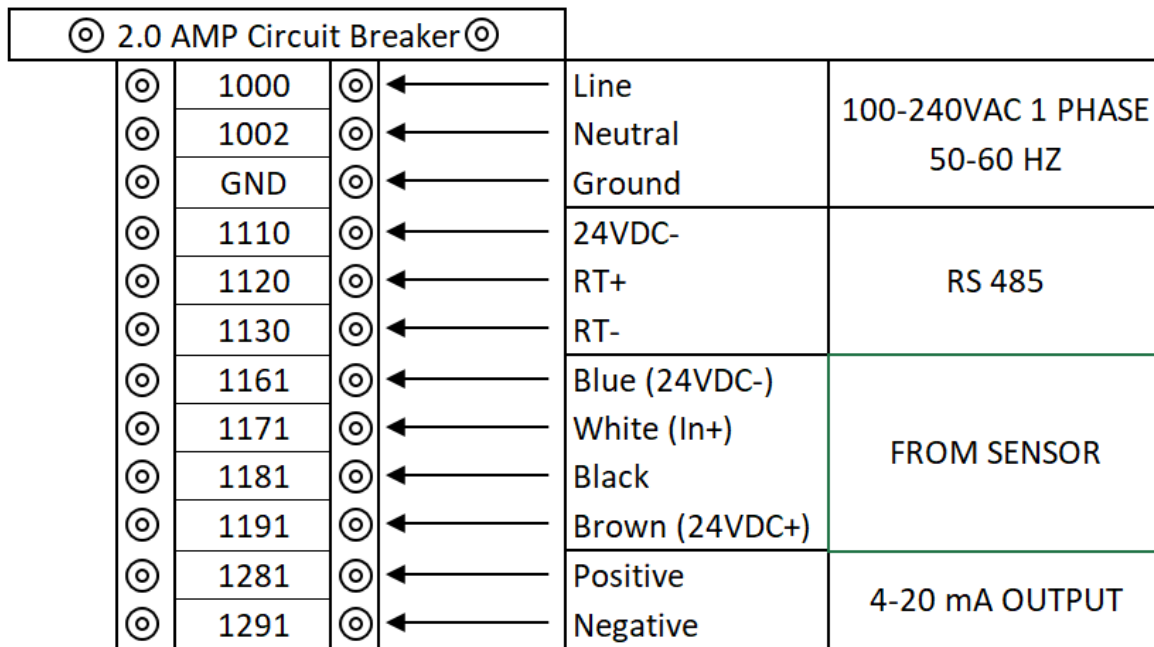 2.0 AMP Circuit Breaker
1000 Line
1002 Neutral
GND Ground
100-240VAC 1 PHASE
50-60 HZ
1110 24VDC-
1120 RT+
1130 RT-
RS 485
1161 Blue (24VDC-)
1171 White (In+)
1181 Black
1191 Brown (24VDC+)
FROM SENSOR
1281 Positive
1291 Negative
4-20 mA OUTPUT